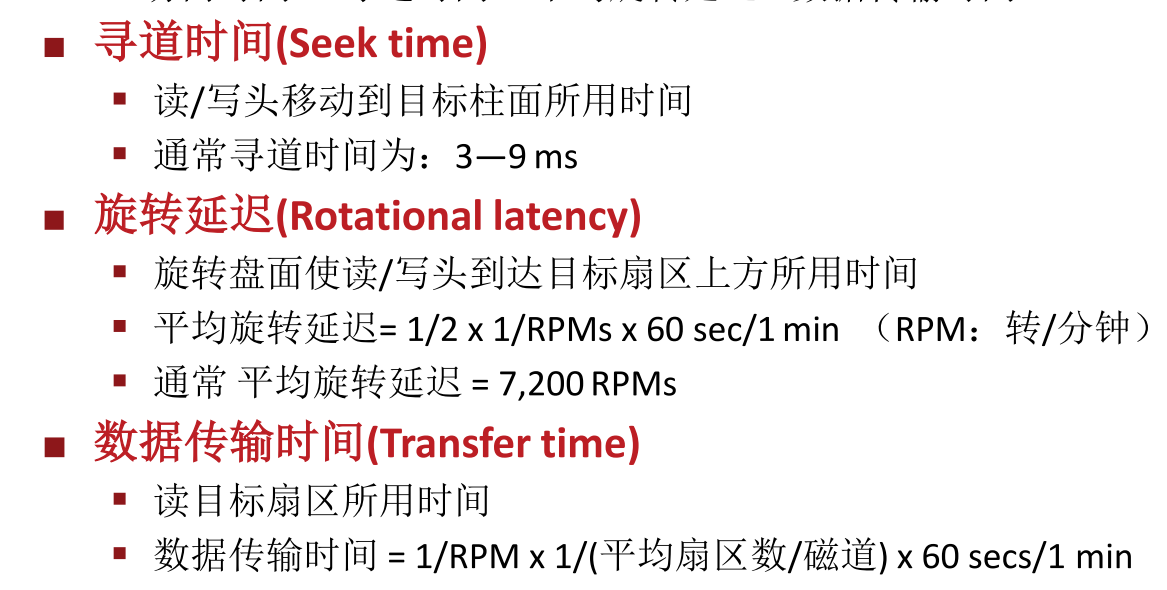 寻道时间(Seek time)
读/写头移动到目标柱面所用时间
通常寻道时间为：3—9 ms
旋转延迟(Rotational latency)
旋转盘面使读/写头到达目标扇区上方所用时间
平均旋转延迟= 1/2 x 1/RPMs x 60 sec/1 min （RPM：转/分钟）
通常 平均旋转延迟 = 7,200 RPMs
数据传输时间(Transfer time)
读目标扇区所用时间
数据传输时间 = 1/RPM x 1/(平均扇区数/磁道) x 60 secs/1 min